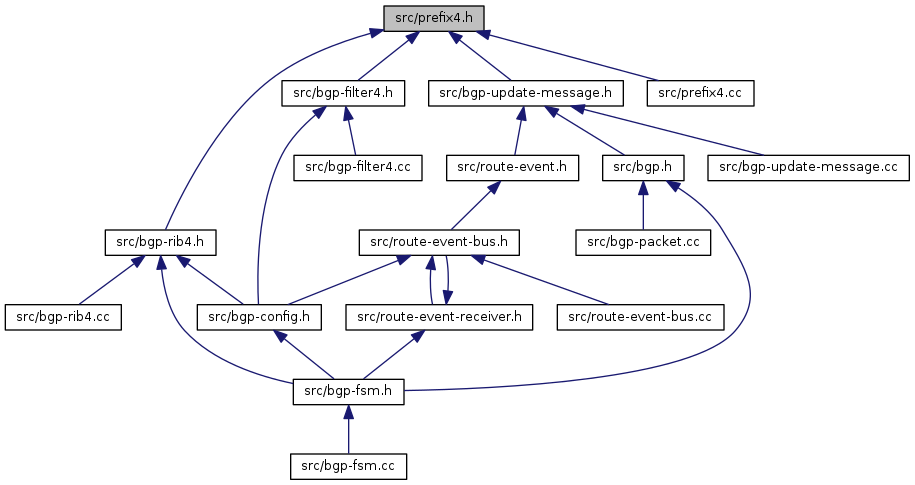 src/prefix4.h
src/bgp-filter4.h
src/bgp-update-message.h
src/prefix4.cc
src/bgp-filter4.cc
src/route-event.h
src/bgp.h
src/bgp-update-message.cc
src/bgp-rib4.h
src/route-event-bus.h
src/bgp-packet.cc
src/bgp-rib4.cc
src/bgp-config.h
src/route-event-receiver.h
src/route-event-bus.cc
src/bgp-fsm.h
src/bgp-fsm.cc